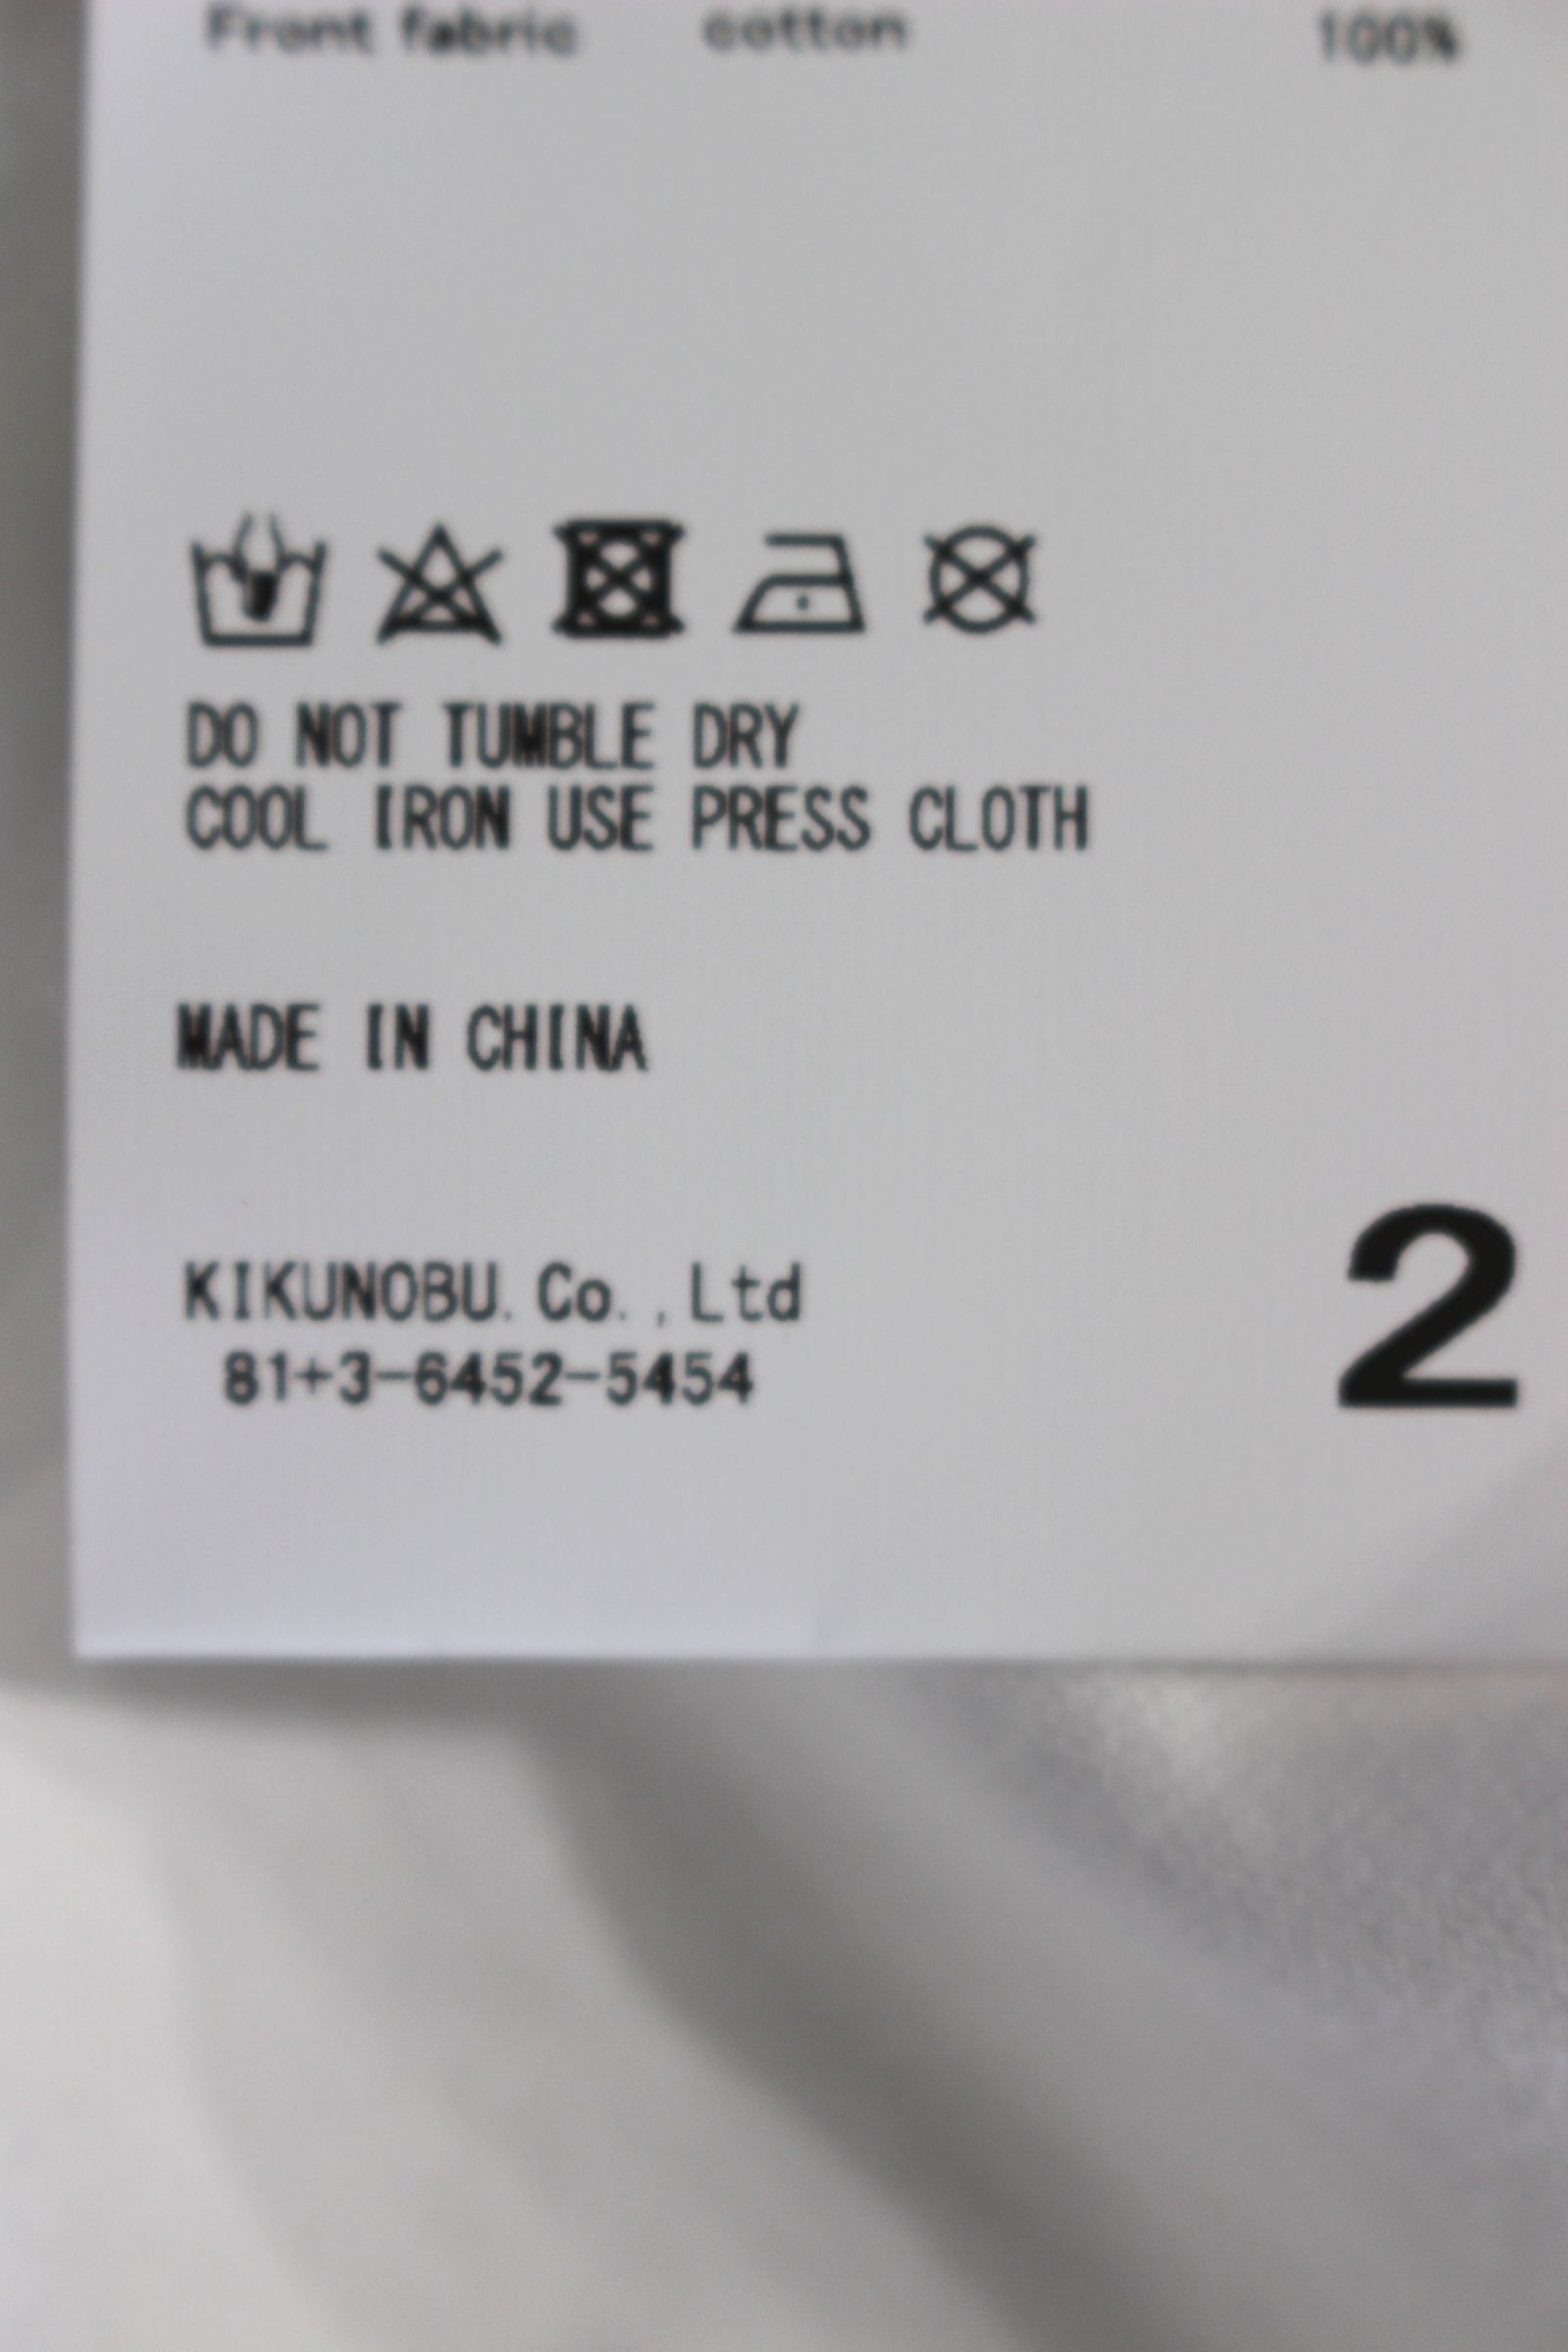 Front fabric cotton 100%
DO NOT TUMBLE DRY
COOL IRON USE PRESS CLOTH
MADE IN CHINA
KIKUNOBU. Co. , Ltd
81+3-6452-5454
2